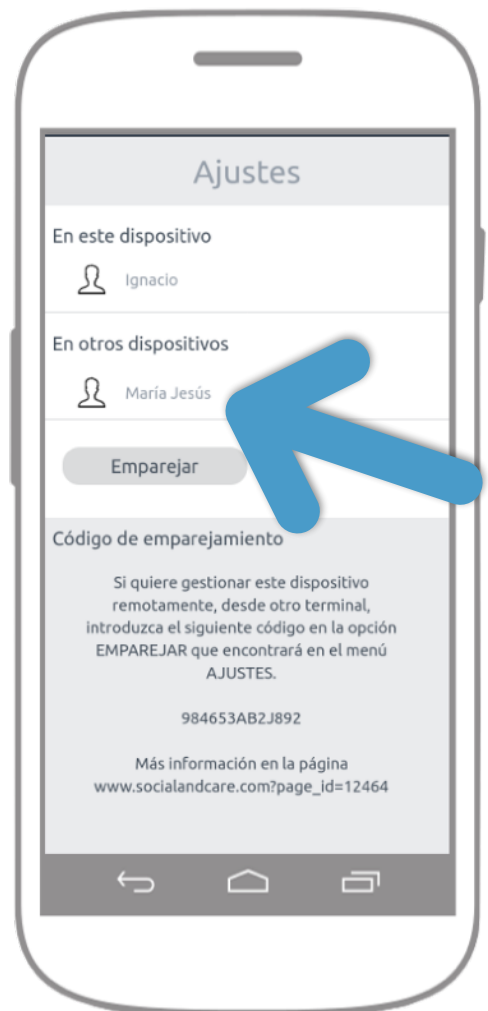 Ajustes
En este dispositivo
Ignacio
En otros dispositivos
María Jesús
Emparejar
Código de emparejamiento
Si quiere gestionar este dispositivo
remotamente, desde otro terminal,
introduzca el siguiente código en la opción
EMPAREJAR que encontrará en el menú
AJUSTES.
984653AB2J892
Más información en la página
www.socialandcare.com?page_id=12464